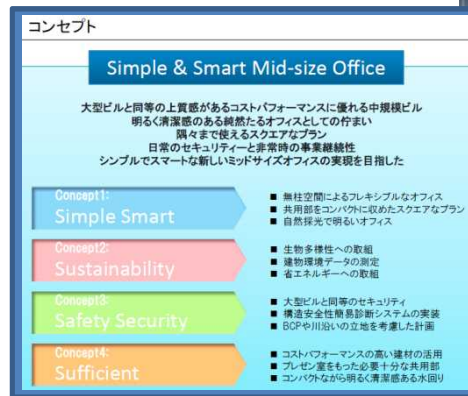 コンセプト
Simple & Smart Mid-size Office
大型ビルと同等の上質感があるコストパフォーマンスに優れる中規模ビル
明るく清潔感のある純然たるオフィスとしての佇まい
隅々まで使えるスクエアなプラン
日常のセキュリティーと非常時の事業継続性
シンプルでスマートな新しいミッドサイズオフィスの実現を目指した
Concept1:
Simple Smart
■ 無柱空間によるフレキシブルなオフィス
■ 共用部をコンパクトに収めたスクエアなプラン
■ 自然採光で明るいオフィス
Concept2:
Sustainability
■ 生物多様性への取組
■ 建物環境データの測定
■ 省エネルギーへの取組
Concept3:
Safety Security
■ 大型ビルと同等のセキュリティ
■ 構造安全性簡易診断システムの実装
■ BCPや川沿いの立地を考慮した計画
Concept4:
Sufficient
■ コストパフォーマンスの高い建材の活用
■ プレゼン室をもった必要十分な共用部
■ コンパクトながら明るく清潔感ある水回り